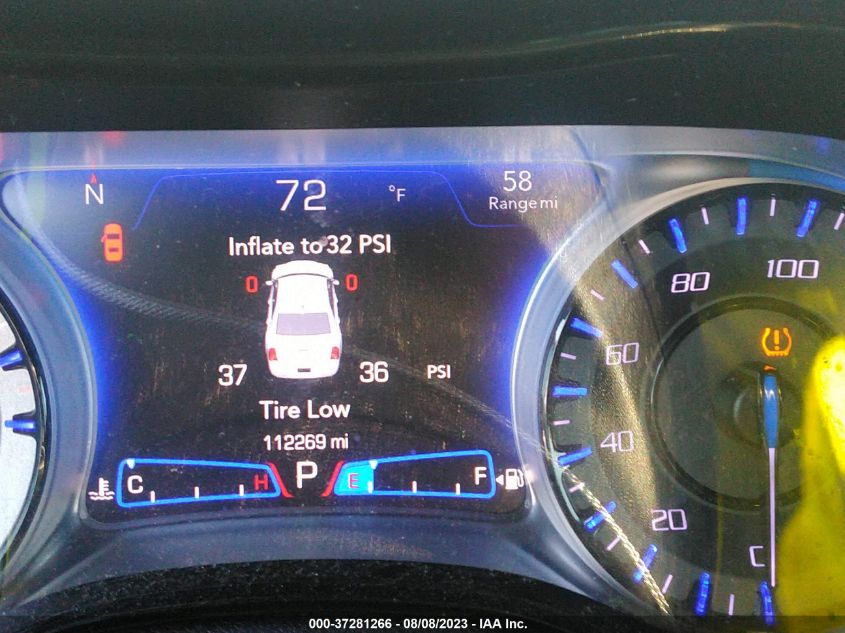 N
72 °F
58
Range mi
Inflate to 32 PSI
0 0
37 36 PSI
Tire Low
112269 mi
C H P E F
100
80
60
40
20
C
000-37281266 - 08/08/2023 - IAA Inc.